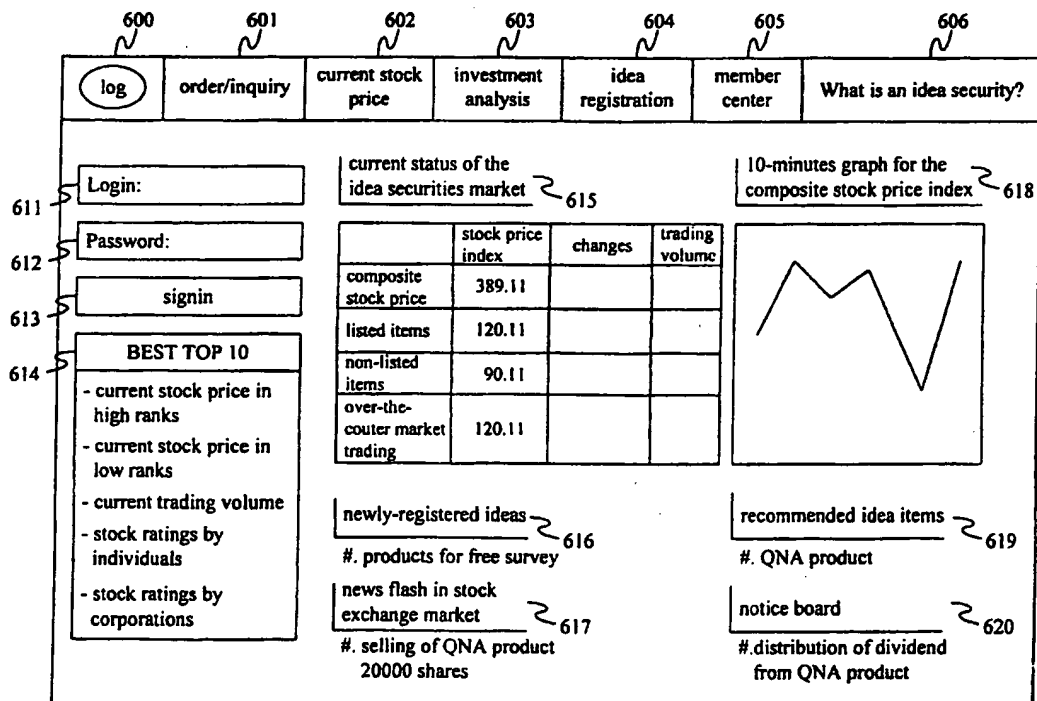 600
601
602
603
604
605
606
log
order/inquiry
current stock
price
investment
analysis
idea
registration
member
center
What is an idea security?
611
Login:
612
Password:
613
signin
614
BEST TOP 10
- current stock price in
high ranks
- current stock price in
low ranks
- current trading volume
- stock ratings by
individuals
- stock ratings by
corporations
current status of the
idea securities market
615
stock price
index
changes
trading
volume
composite
stock price
389.11
listed items
120.11
non-listed
items
90.11
over-the-
couter market
trading
120.11
newly-registered ideas
616
#. products for free survey
news flash in stock
exchange market
617
#. selling of QNA product
20000 shares
10-minutes graph for the
composite stock price index
618
recommended idea items
619
#. QNA product
notice board
620
#.distribution of dividend
from QNA product